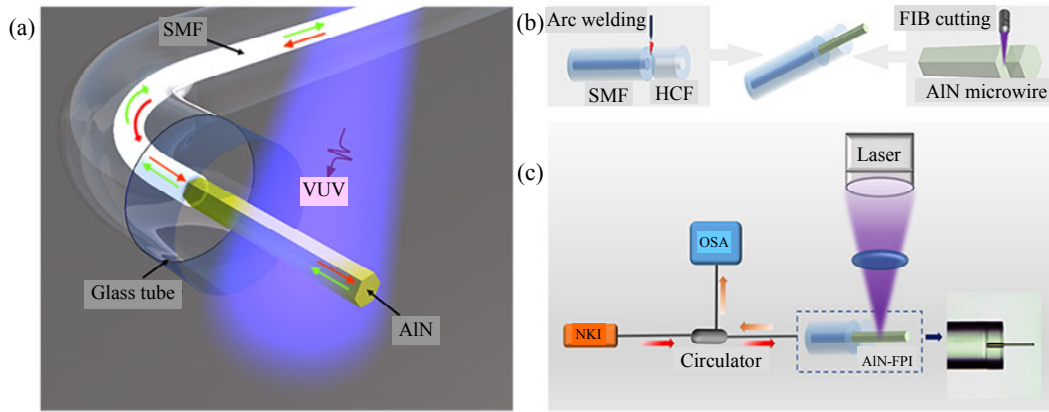 (a)
SMF
VUV
Glass tube
AlN
(b)
Arc welding
SMF
HCF
FIB cutting
AlN microwire
(c)
Laser
OSA
NKI
Circulator
AlN-FPI